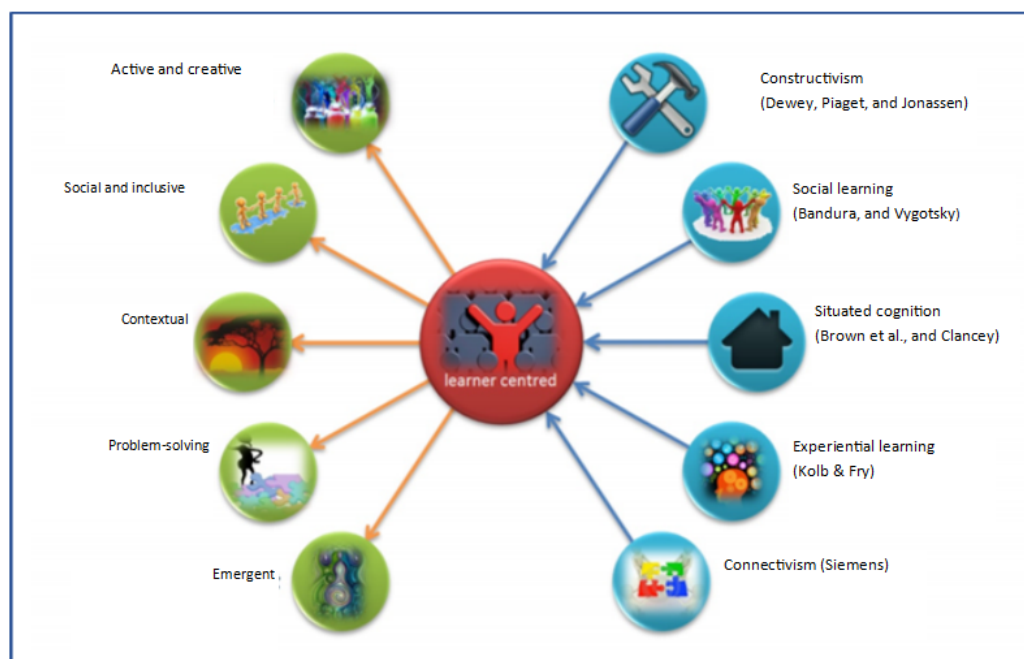 Active and creative
Social and inclusive
Contextual
Problem-solving
Emergent
learner centred
Constructivism
(Dewey, Piaget, and Jonassen)
Social learning
(Bandura, and Vygotsky)
Situated cognition
(Brown et al., and Clancey)
Experiential learning
(Kolb & Fry)
Connectivism (Siemens)